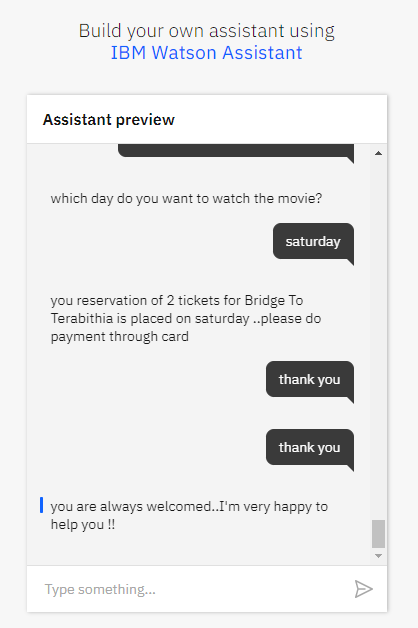 Build your own assistant using
IBM Watson Assistant
Assistant preview
which day do you want to watch the movie?
saturday
you reservation of 2 tickets for Bridge To
Terabithia is placed on saturday ..please do
payment through card
thank you
thank you
you are always welcomed..I'm very happy to
help you !!
Type something...